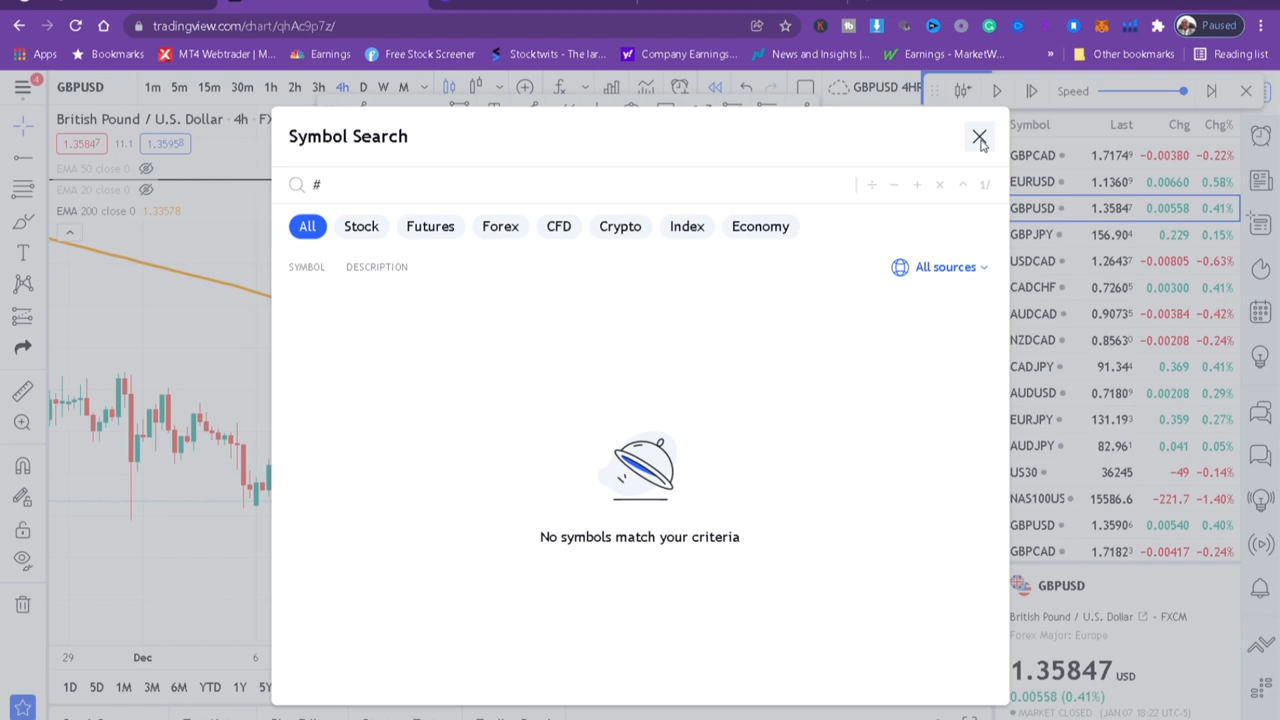 tradingview.com/chart/qhAc9p7z/
Paused
Apps
Bookmarks
MT4 Webtrader | M...
Earnings
Free Stock Screener
Stocktwits - The lar...
Company Earnings...
News and Insights |...
Earnings - MarketW...
»
Other bookmarks
Reading list
4
GBPUSD
1m 5m 15m 30m 1h 2h 3h 4h D W M
GBPUSD 4HR
Speed
British Pound / U.S. Dollar · 4h · FX
1.35847 11.1 1.35958
EMA 50 close 0
EMA 20 close 0
EMA 200 close 0 1.33578
Symbol Search
#
÷ − + × ^ 1/
All Stock Futures Forex CFD Crypto Index Economy
SYMBOL DESCRIPTION
All sources
No symbols match your criteria
29 Dec 6
1D 5D 1M 3M 6M YTD 1Y 5Y
Symbol Last Chg Chg%
GBPCAD 1.71749 −0.00380 −0.22%
EURUSD 1.13609 0.00660 0.58%
GBPUSD 1.35847 0.00558 0.41%
GBPJPY 156.904 0.229 0.15%
USDCAD 1.26437 −0.00805 −0.63%
CADCHF 0.72605 0.00300 0.41%
AUDCAD 0.90735 −0.00384 −0.42%
NZDCAD 0.85630 −0.00208 −0.24%
CADJPY 91.344 0.369 0.41%
AUDUSD 0.71809 0.00208 0.29%
EURJPY 131.193 0.359 0.27%
AUDJPY 82.961 0.041 0.05%
US30 36245 −49 −0.14%
NAS100US 15586.6 −221.7 −1.40%
GBPUSD 1.35906 0.00540 0.40%
GBPCAD 1.71823 −0.00417 −0.24%
GBPUSD
British Pound / U.S. Dollar · FXCM
Forex Major: Europe
1.35847 USD
0.00558 (0.41%)
MARKET CLOSED (JAN 07 18:22 UTC-5)